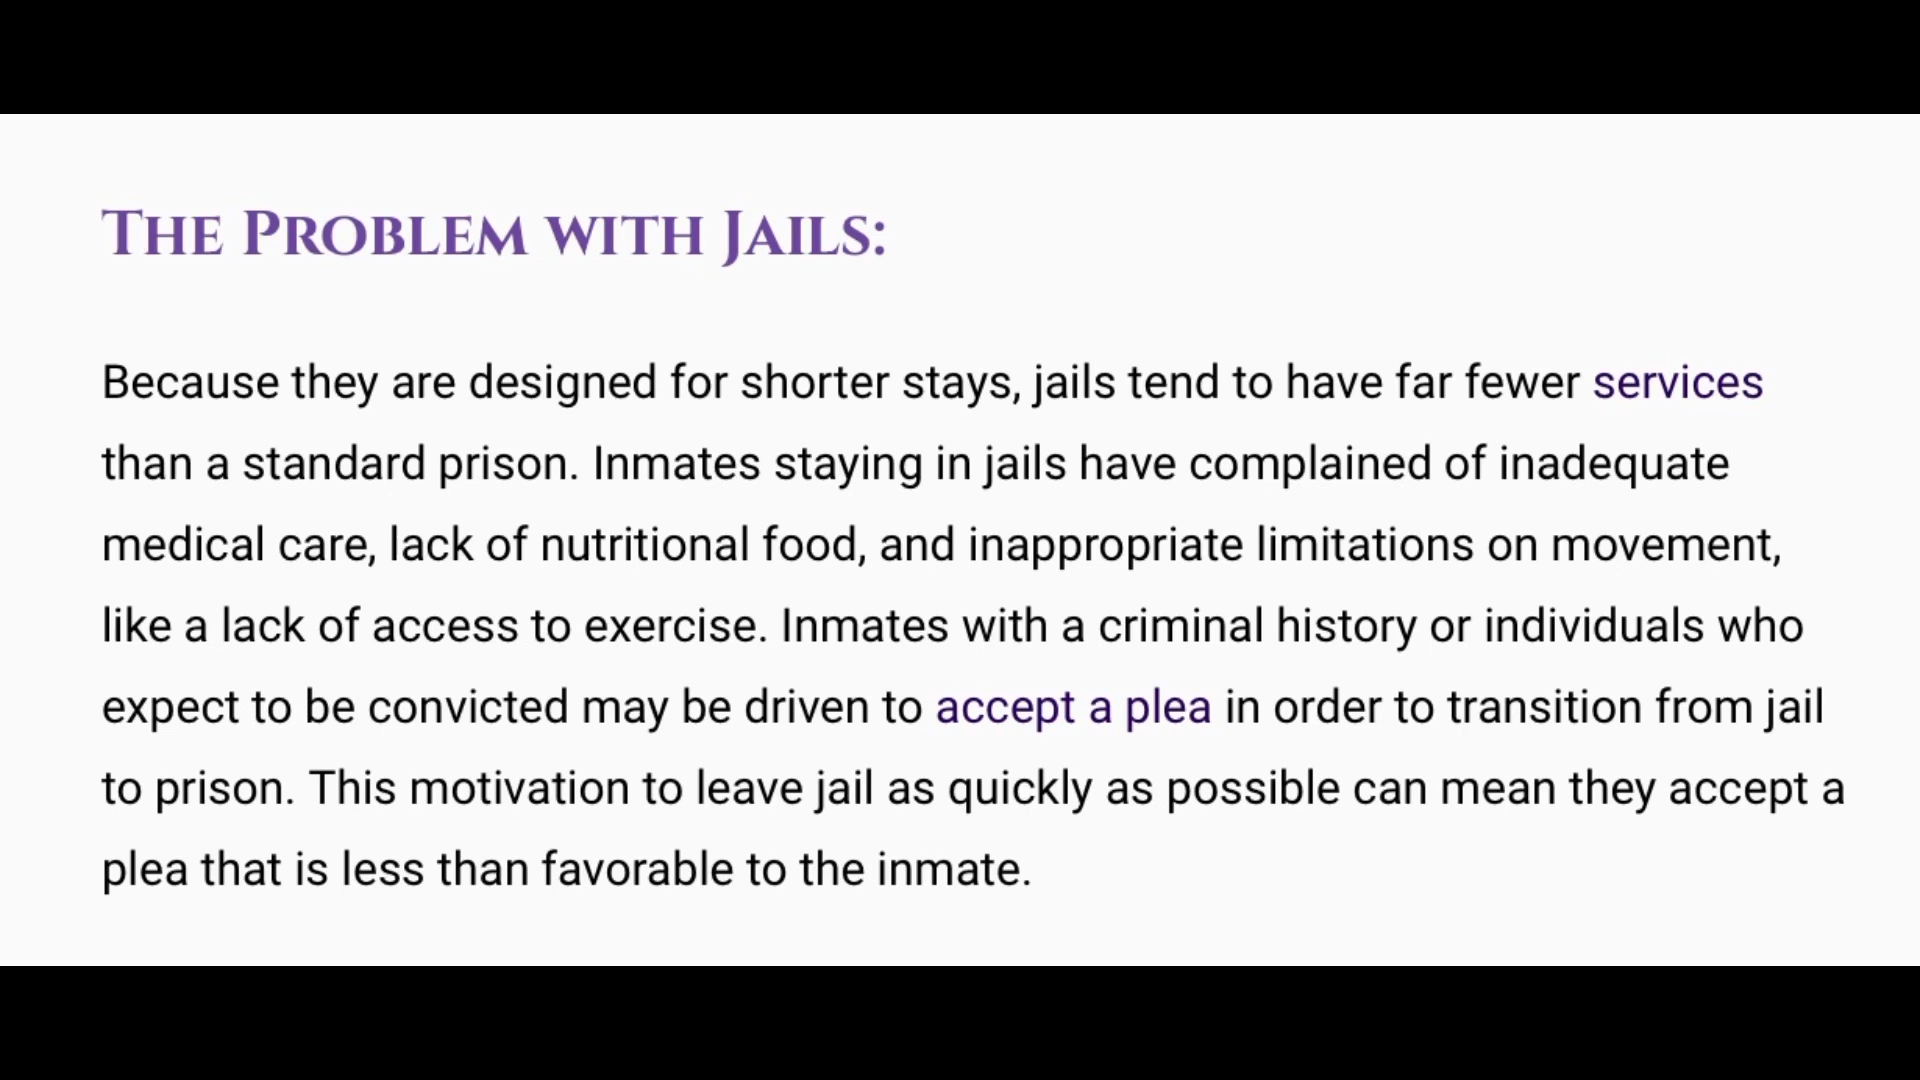 The Problem with Jails:
Because they are designed for shorter stays, jails tend to have far fewer services
than a standard prison. Inmates staying in jails have complained of inadequate
medical care, lack of nutritional food, and inappropriate limitations on movement,
like a lack of access to exercise. Inmates with a criminal history or individuals who
expect to be convicted may be driven to accept a plea in order to transition from jail
to prison. This motivation to leave jail as quickly as possible can mean they accept a
plea that is less than favorable to the inmate.